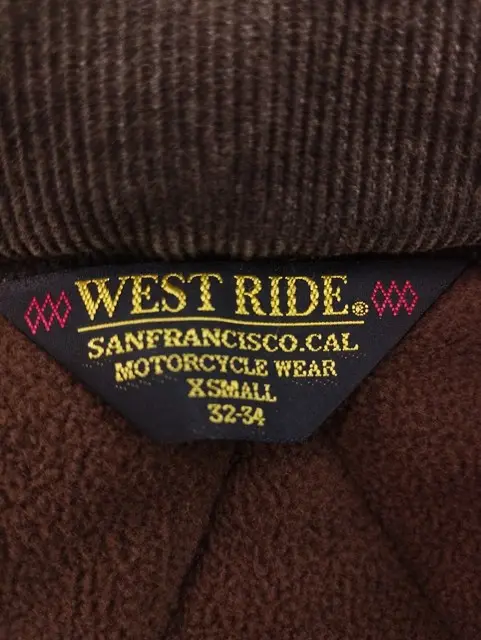 WEST RIDE®
SANFRANCISCO.CAL
MOTORCYCLE WEAR
XSMALL
32-34